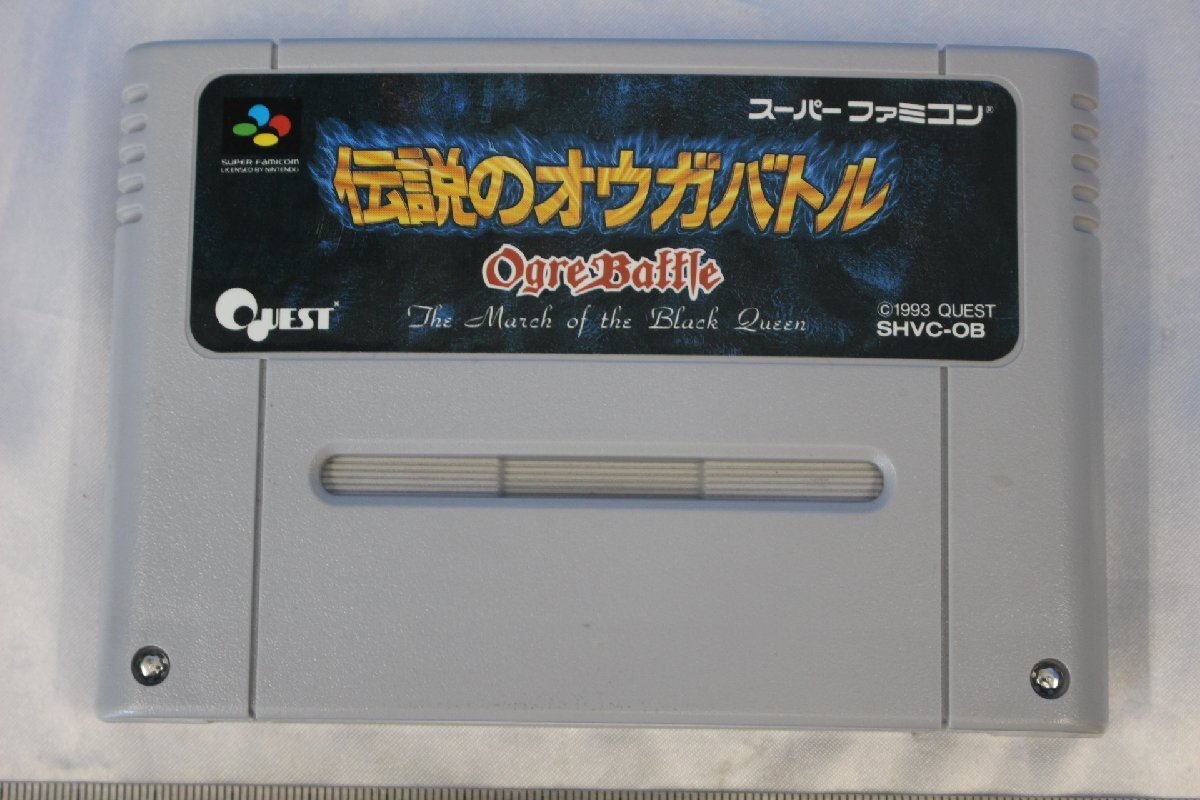 スーパーファミコン®
SUPER FAMICOM
LICENSED BY NINTENDO
伝説のオウガバトル
Ogre Battle
QUEST
The March of the Black Queen
©1993 QUEST
SHVC-OB